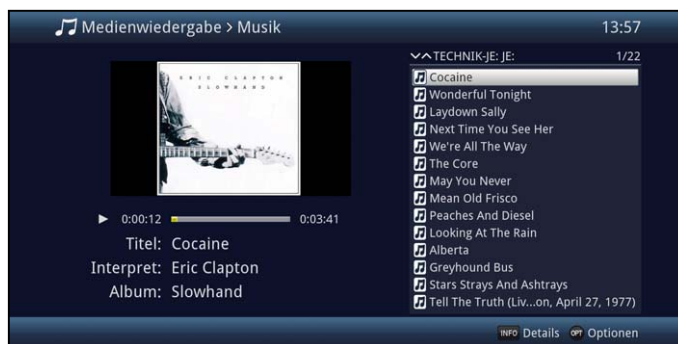 Medienwiedergabe > Musik
13:57
ERIC CLAPTON
SLOWHAND
0:00:12
0:03:41
Titel: Cocaine
Interpret: Eric Clapton
Album: Slowhand
TECHNIK-JE: JE:
1/22
Cocaine
Wonderful Tonight
Laydown Sally
Next Time You See Her
We're All The Way
The Core
May You Never
Mean Old Frisco
Peaches And Diesel
Looking At The Rain
Alberta
Greyhound Bus
Stars Strays And Ashtrays
Tell The Truth (Liv...on, April 27, 1977)
INFO Details OPT Optionen